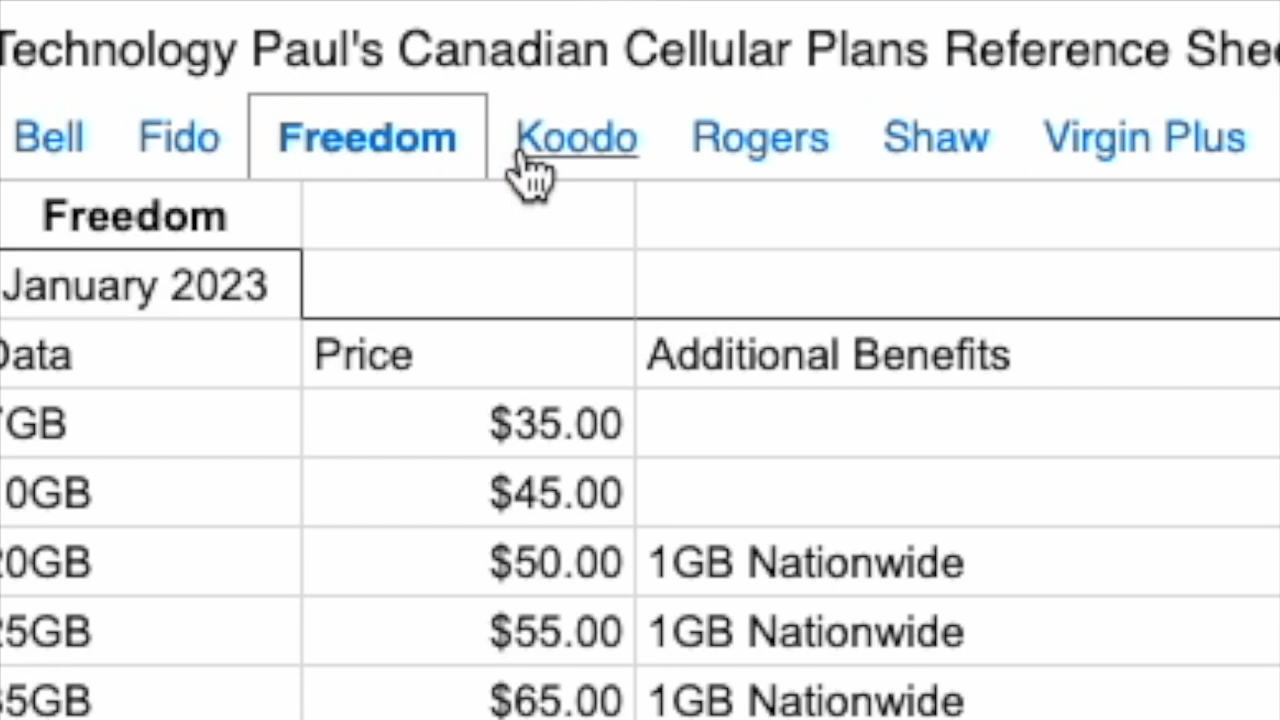 Technology Paul's Canadian Cellular Plans Reference
Bell Fido Freedom Koodo Rogers Shaw Virgin Plus
Freedom
January 2023
Data Price Additional Benefits
$35.00
$45.00
$50.00 1GB Nationwide
$55.00 1GB Nationwide
$65.00 1GB Nationwide